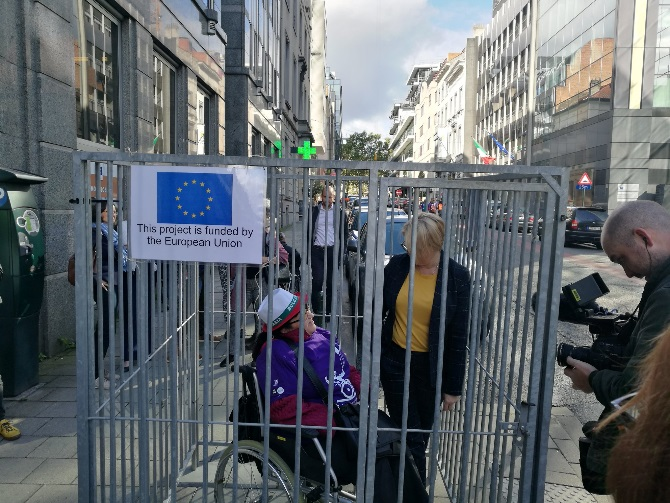 This project is funded by
the European Union